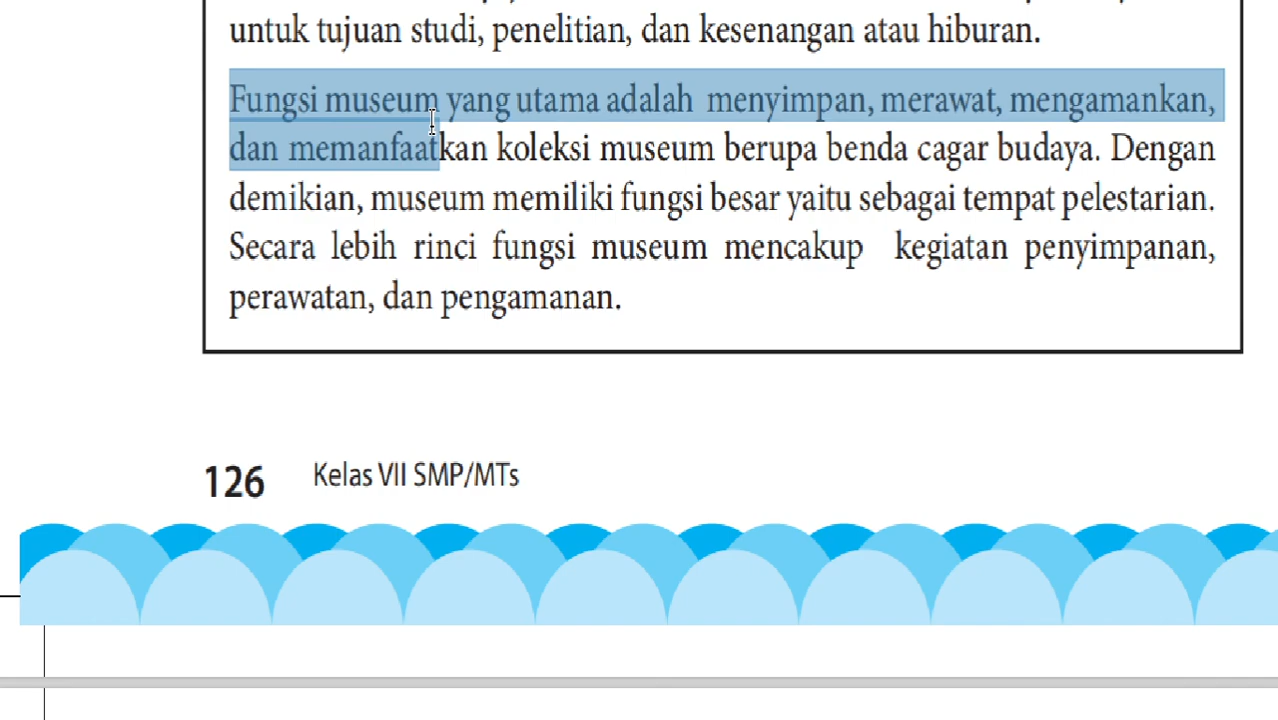 untuk tujuan studi, penelitian, dan kesenangan atau hiburan.
Fungsi museum yang utama adalah menyimpan, merawat, mengamankan,
dan memanfaatkan koleksi museum berupa benda cagar budaya. Dengan
demikian, museum memiliki fungsi besar yaitu sebagai tempat pelestarian.
Secara lebih rinci fungsi museum mencakup kegiatan penyimpanan,
perawatan, dan pengamanan.
126 Kelas VII SMP/MTs